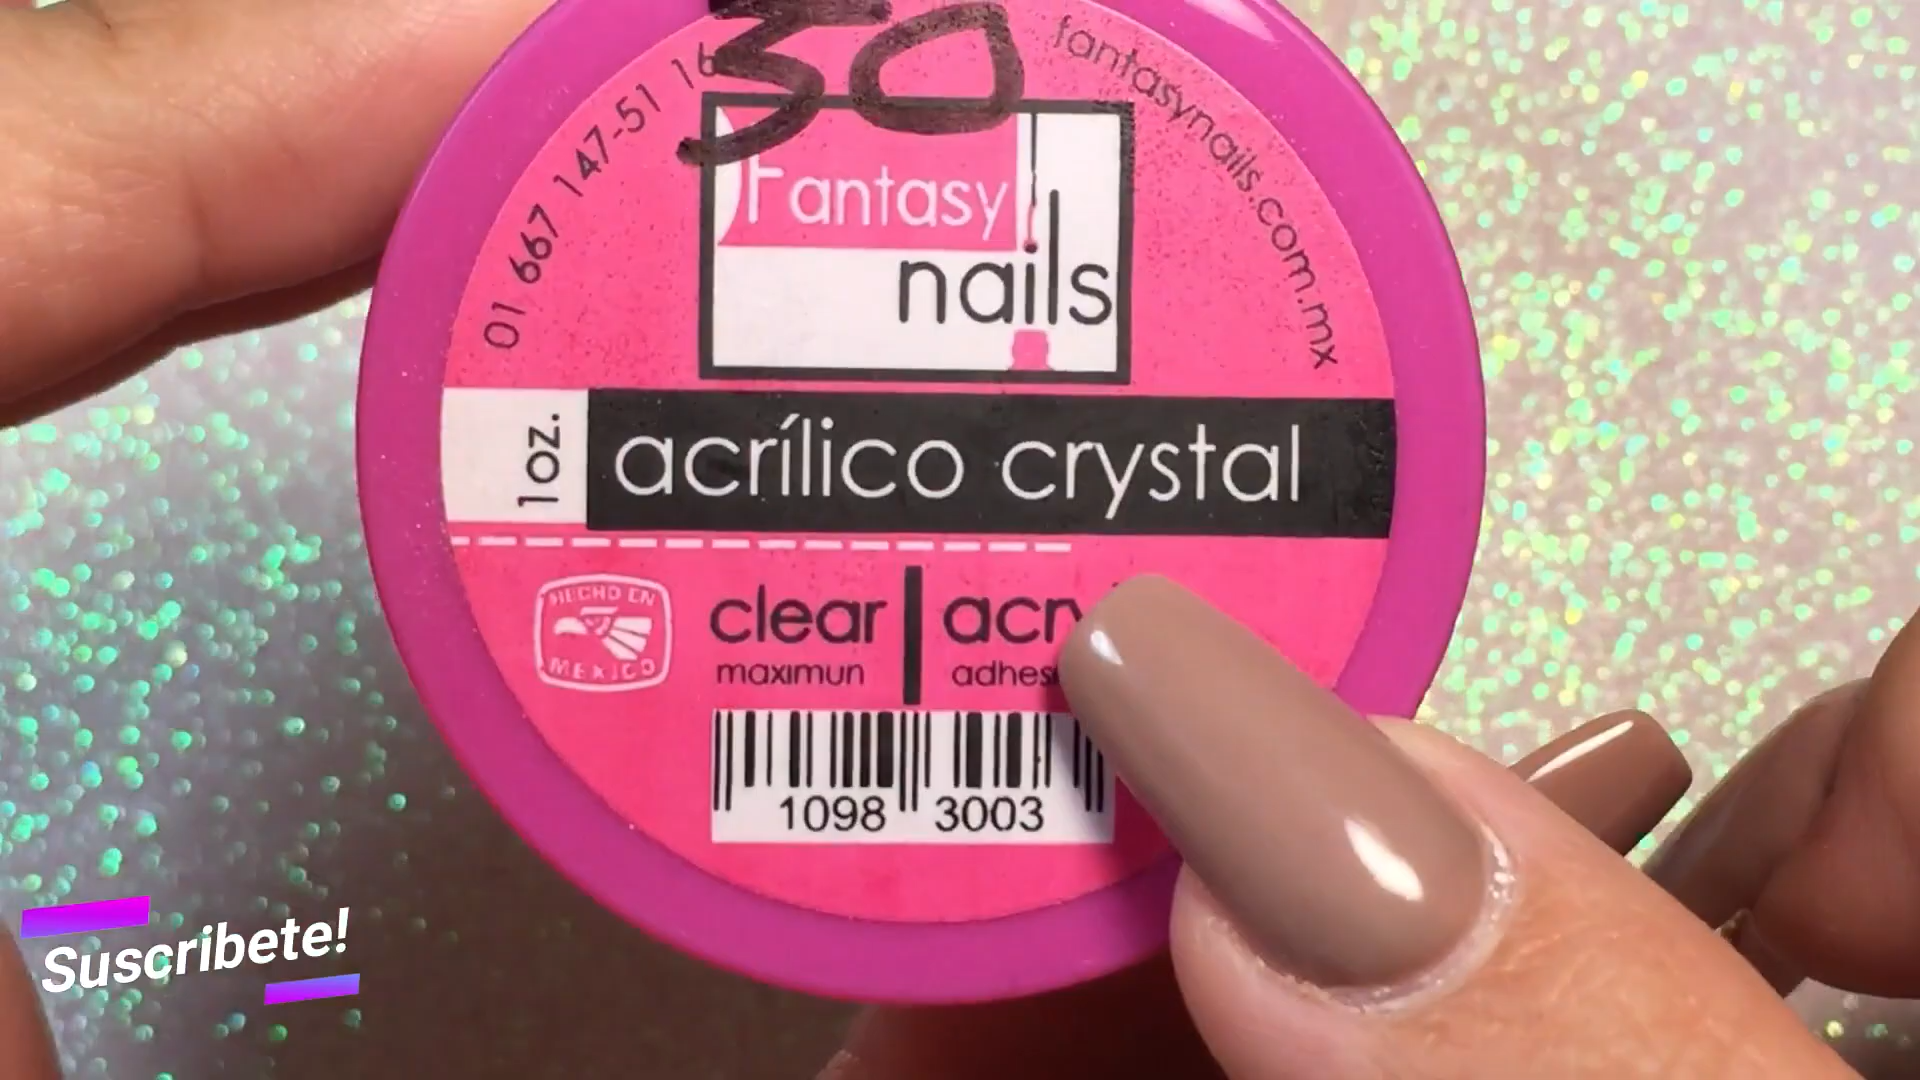 30
01 667 147-51 16
fantasynails.com.mx
Fantasy
nails
1oz.
acrílico crystal
HECHO EN
MEXICO
clear
maximun
1098 3003
Suscribete!